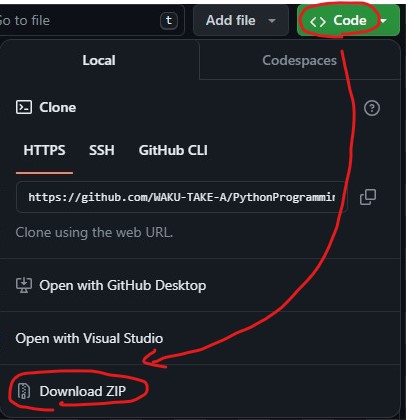 Go to file t Add file Code
Local Codespaces
Clone
HTTPS SSH GitHub CLI
https://github.com/WAKU-TAKE-A/PythonProgrammin
Clone using the web URL.
Open with GitHub Desktop
Open with Visual Studio
Download ZIP